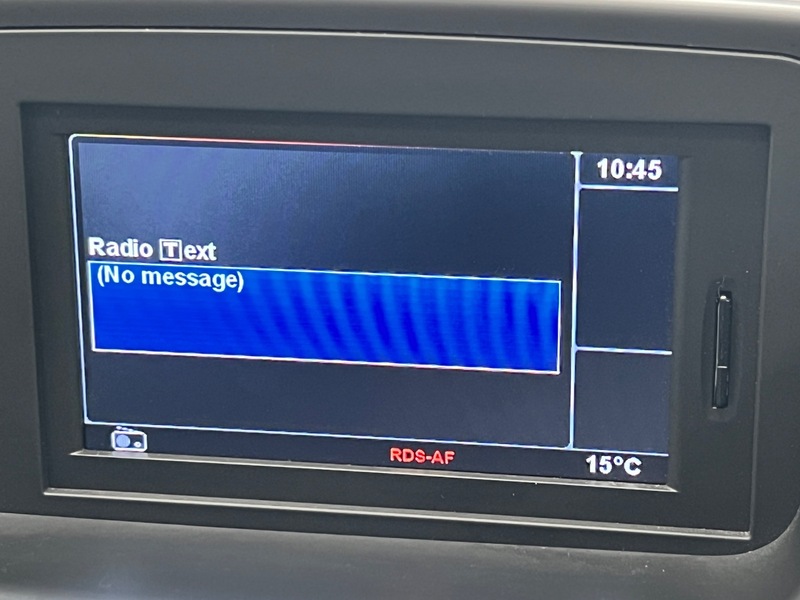 10:45
Radio Text
(No message)
RDS-AF
15°C